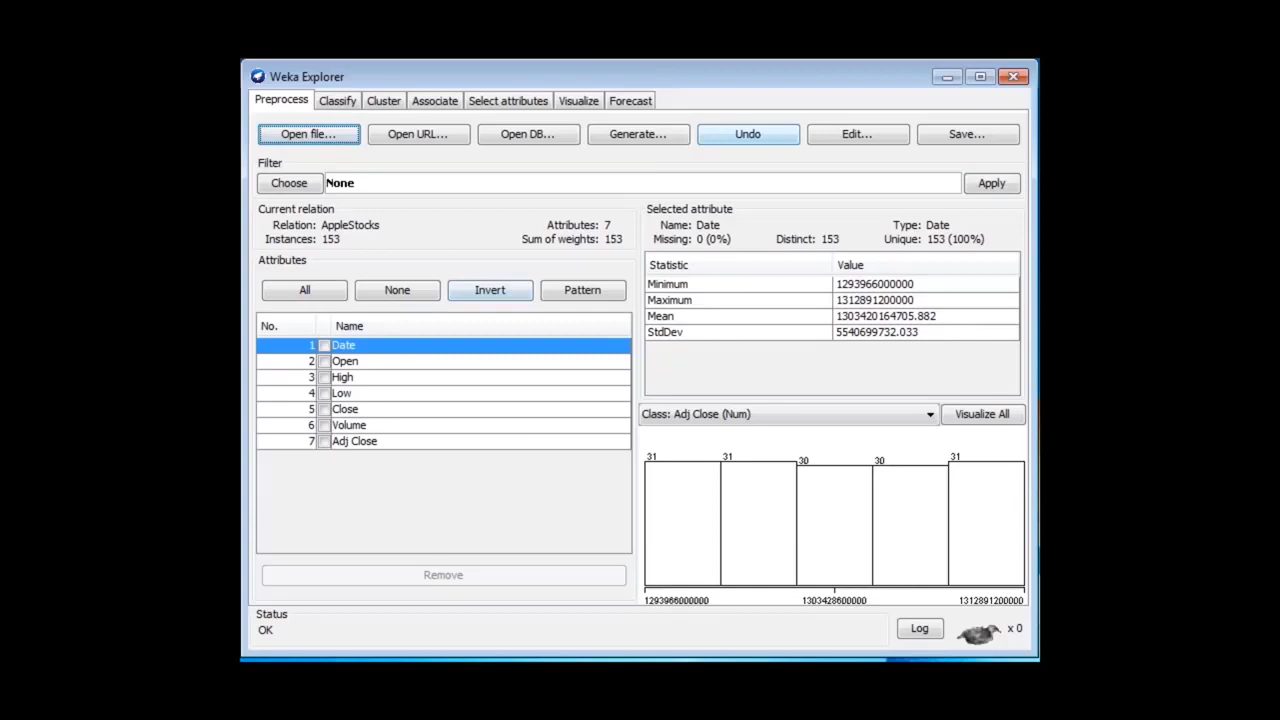 Weka Explorer
Preprocess Classify Cluster Associate Select attributes Visualize Forecast
Open file... Open URL... Open DB... Generate... Undo Edit... Save...
Filter
Choose None Apply
Current relation
Relation: AppleStocks Attributes: 7
Instances: 153 Sum of weights: 153
Attributes
All None Invert Pattern
No. Name
1 Date
2 Open
3 High
4 Low
5 Close
6 Volume
7 Adj Close
Remove
Selected attribute
Name: Date Type: Date
Missing: 0 (0%) Distinct: 153 Unique: 153 (100%)
Statistic Value
Minimum 1293966000000
Maximum 1312891200000
Mean 1303420164705.882
StdDev 5540699732.033
Class: Adj Close (Num) Visualize All
31 31 30 30 31
1293966000000 1303428600000 1312891200000
Status
OK
Log x 0